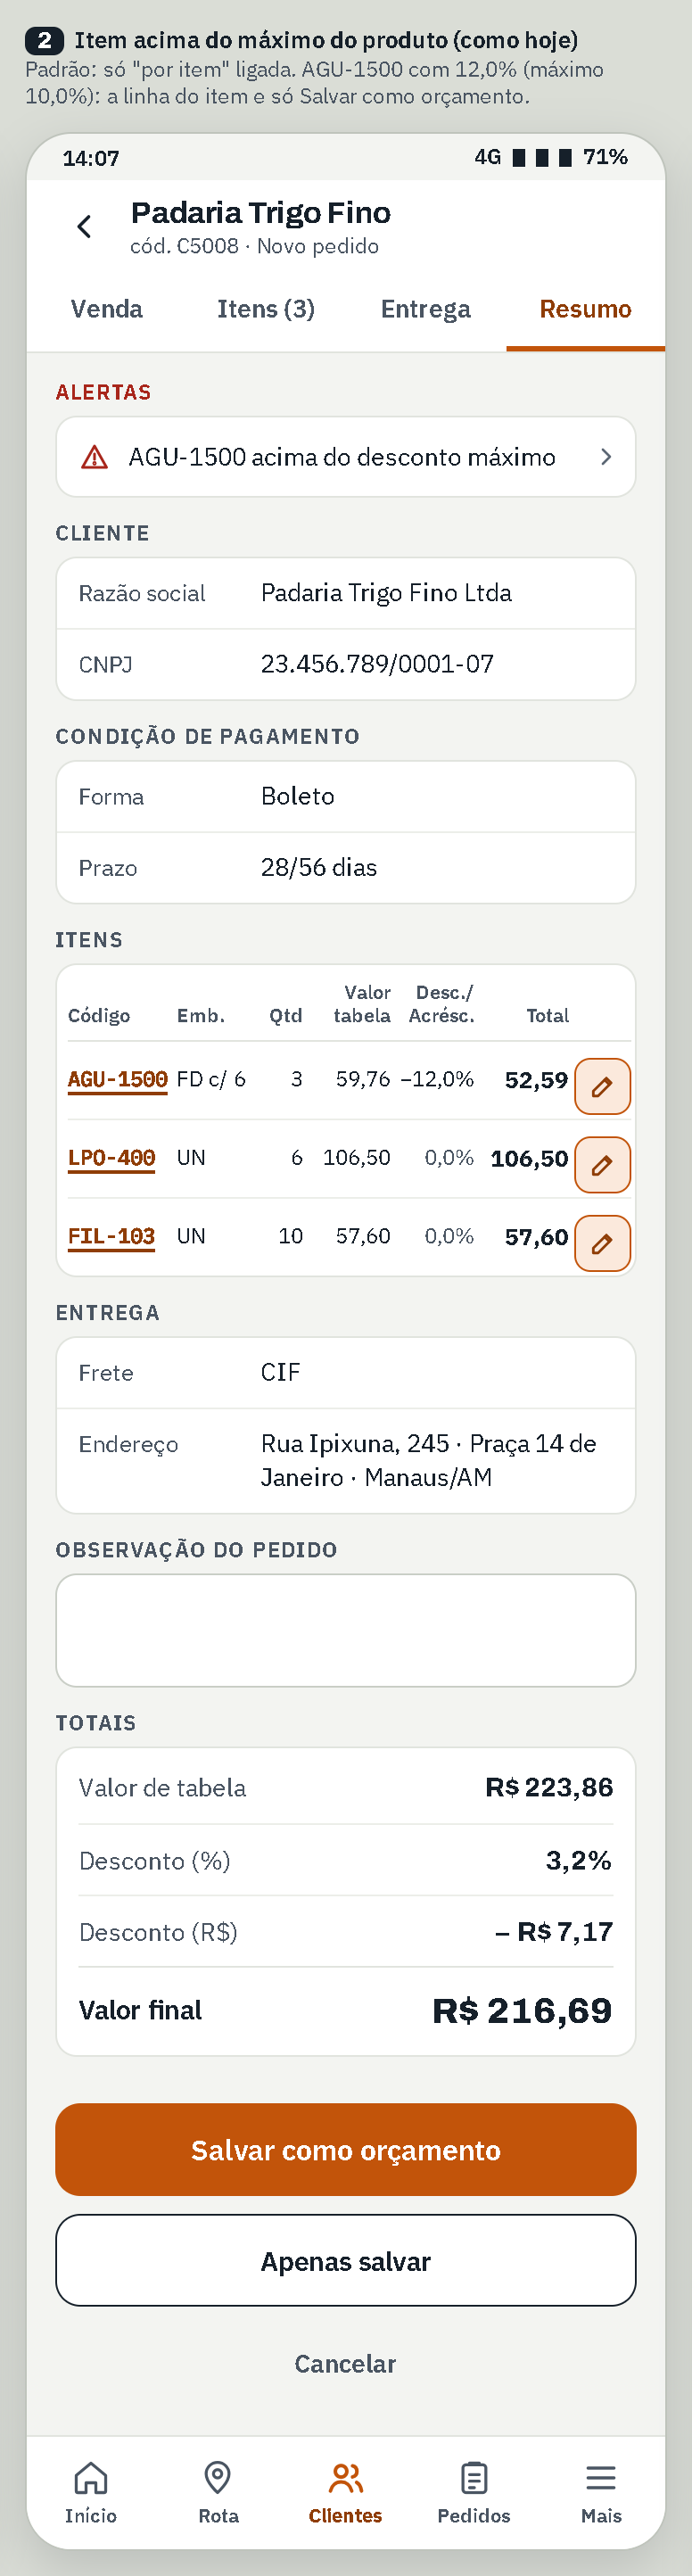 2 Item acima do máximo do produto (como hoje)
Padrão: só "por item" ligada. AGU-1500 com 12,0% (máximo
10,0%): a linha do item e só Salvar como orçamento.
14:07 4G 71%
Padaria Trigo Fino
cód. C5008 · Novo pedido
Venda Itens (3) Entrega Resumo
ALERTAS
AGU-1500 acima do desconto máximo
CLIENTE
Razão social Padaria Trigo Fino Ltda
CNPJ 23.456.789/0001-07
CONDIÇÃO DE PAGAMENTO
Forma Boleto
Prazo 28/56 dias
ITENS
Valor Desc./
Código Emb. Qtd tabela Acrésc. Total
AGU-1500 FD c/ 6 3 59,76 −12,0% 52,59
LPO-400 UN 6 106,50 0,0% 106,50
FIL-103 UN 10 57,60 0,0% 57,60
ENTREGA
Frete CIF
Endereço Rua Ipixuna, 245 · Praça 14 de
Janeiro · Manaus/AM
OBSERVAÇÃO DO PEDIDO
TOTAIS
Valor de tabela R$ 223,86
Desconto (%) 3,2%
Desconto (R$) – R$ 7,17
Valor final R$ 216,69
Salvar como orçamento
Apenas salvar
Cancelar
Início Rota Clientes Pedidos Mais